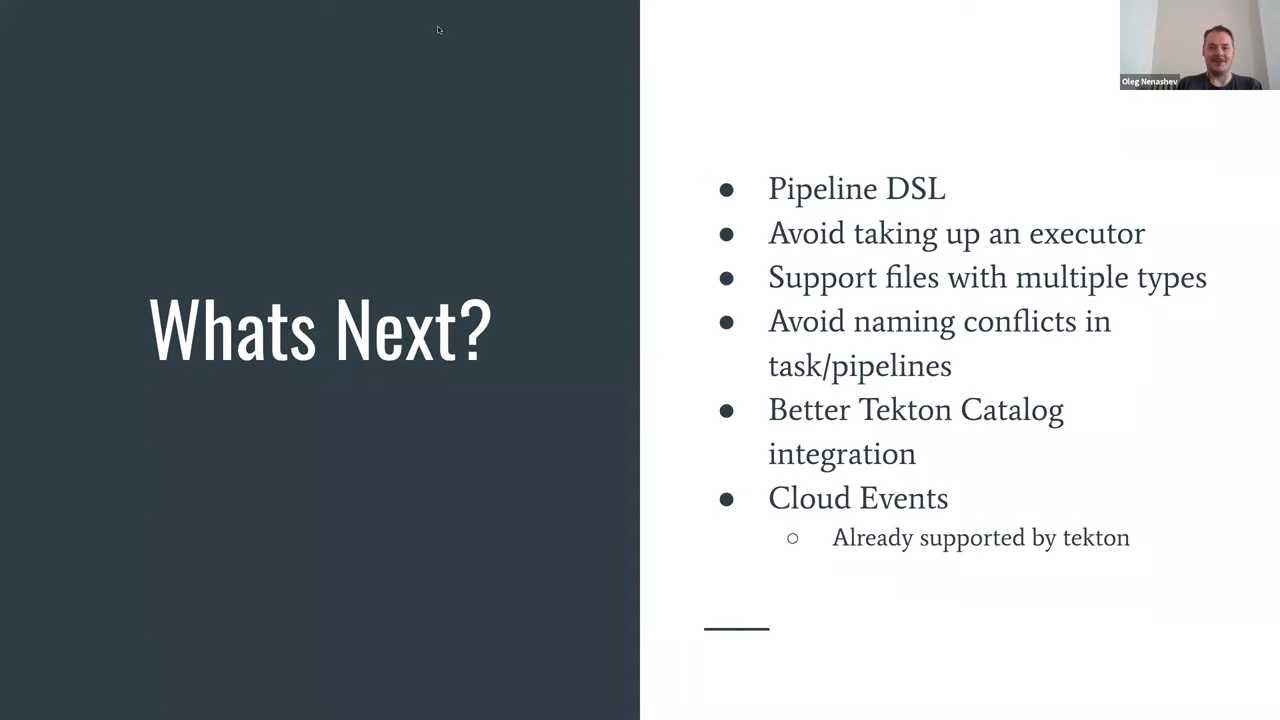 Oleg Nenashev
Whats Next?
● Pipeline DSL
● Avoid taking up an executor
● Support files with multiple types
● Avoid naming conflicts in
task/pipelines
● Better Tekton Catalog
integration
● Cloud Events
○ Already supported by tekton